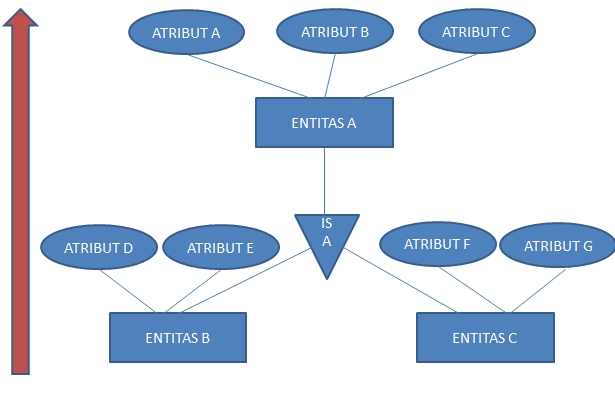 ATRIBUT A
ATRIBUT B
ATRIBUT C
ENTITAS A
IS
A
ATRIBUT D
ATRIBUT E
ATRIBUT F
ATRIBUT G
ENTITAS B
ENTITAS C